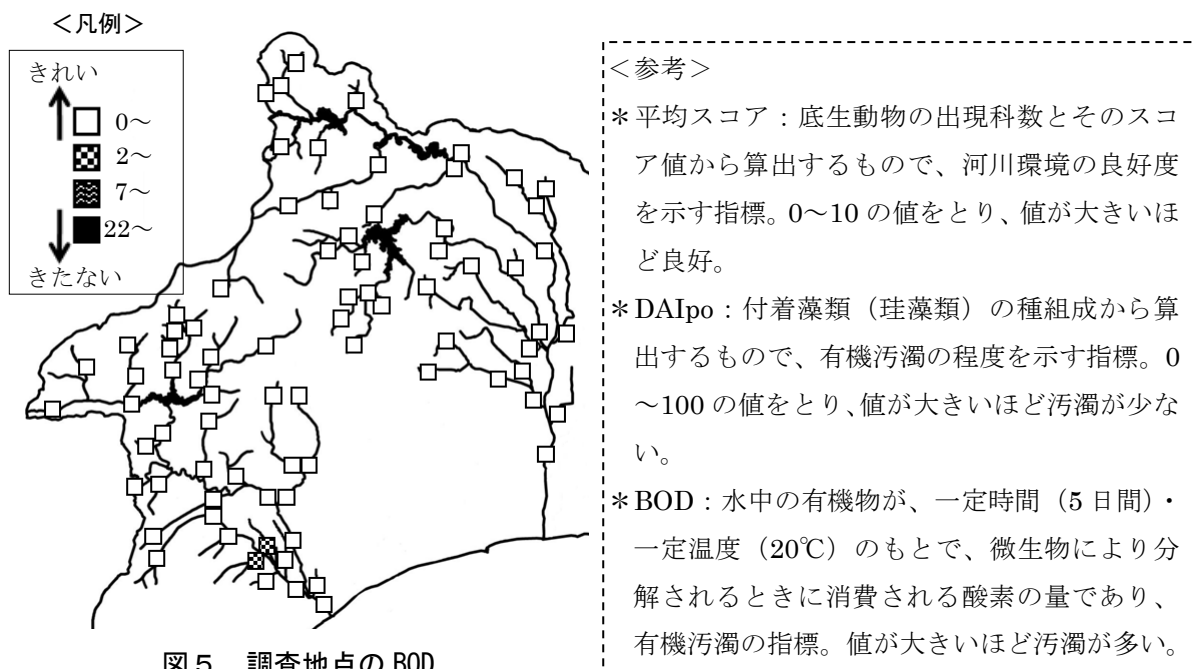 ＜凡例＞
きれい
0～
2～
7～
22～
きたない
図５　調査地点の BOD
＜参考＞
＊平均スコア：底生動物の出現科数とそのスコ
ア値から算出するもので、河川環境の良好度
を示す指標。0～10 の値をとり、値が大きいほ
ど良好。
＊DAIpo：付着藻類（珪藻類）の種組成から算
出するもので、有機汚濁の程度を示す指標。0
～100 の値をとり、値が大きいほど汚濁が少な
い。
＊BOD：水中の有機物が、一定時間（5 日間）・
一定温度（20℃）のもとで、微生物により分
解されるときに消費される酸素の量であり、
有機汚濁の指標。値が大きいほど汚濁が多い。